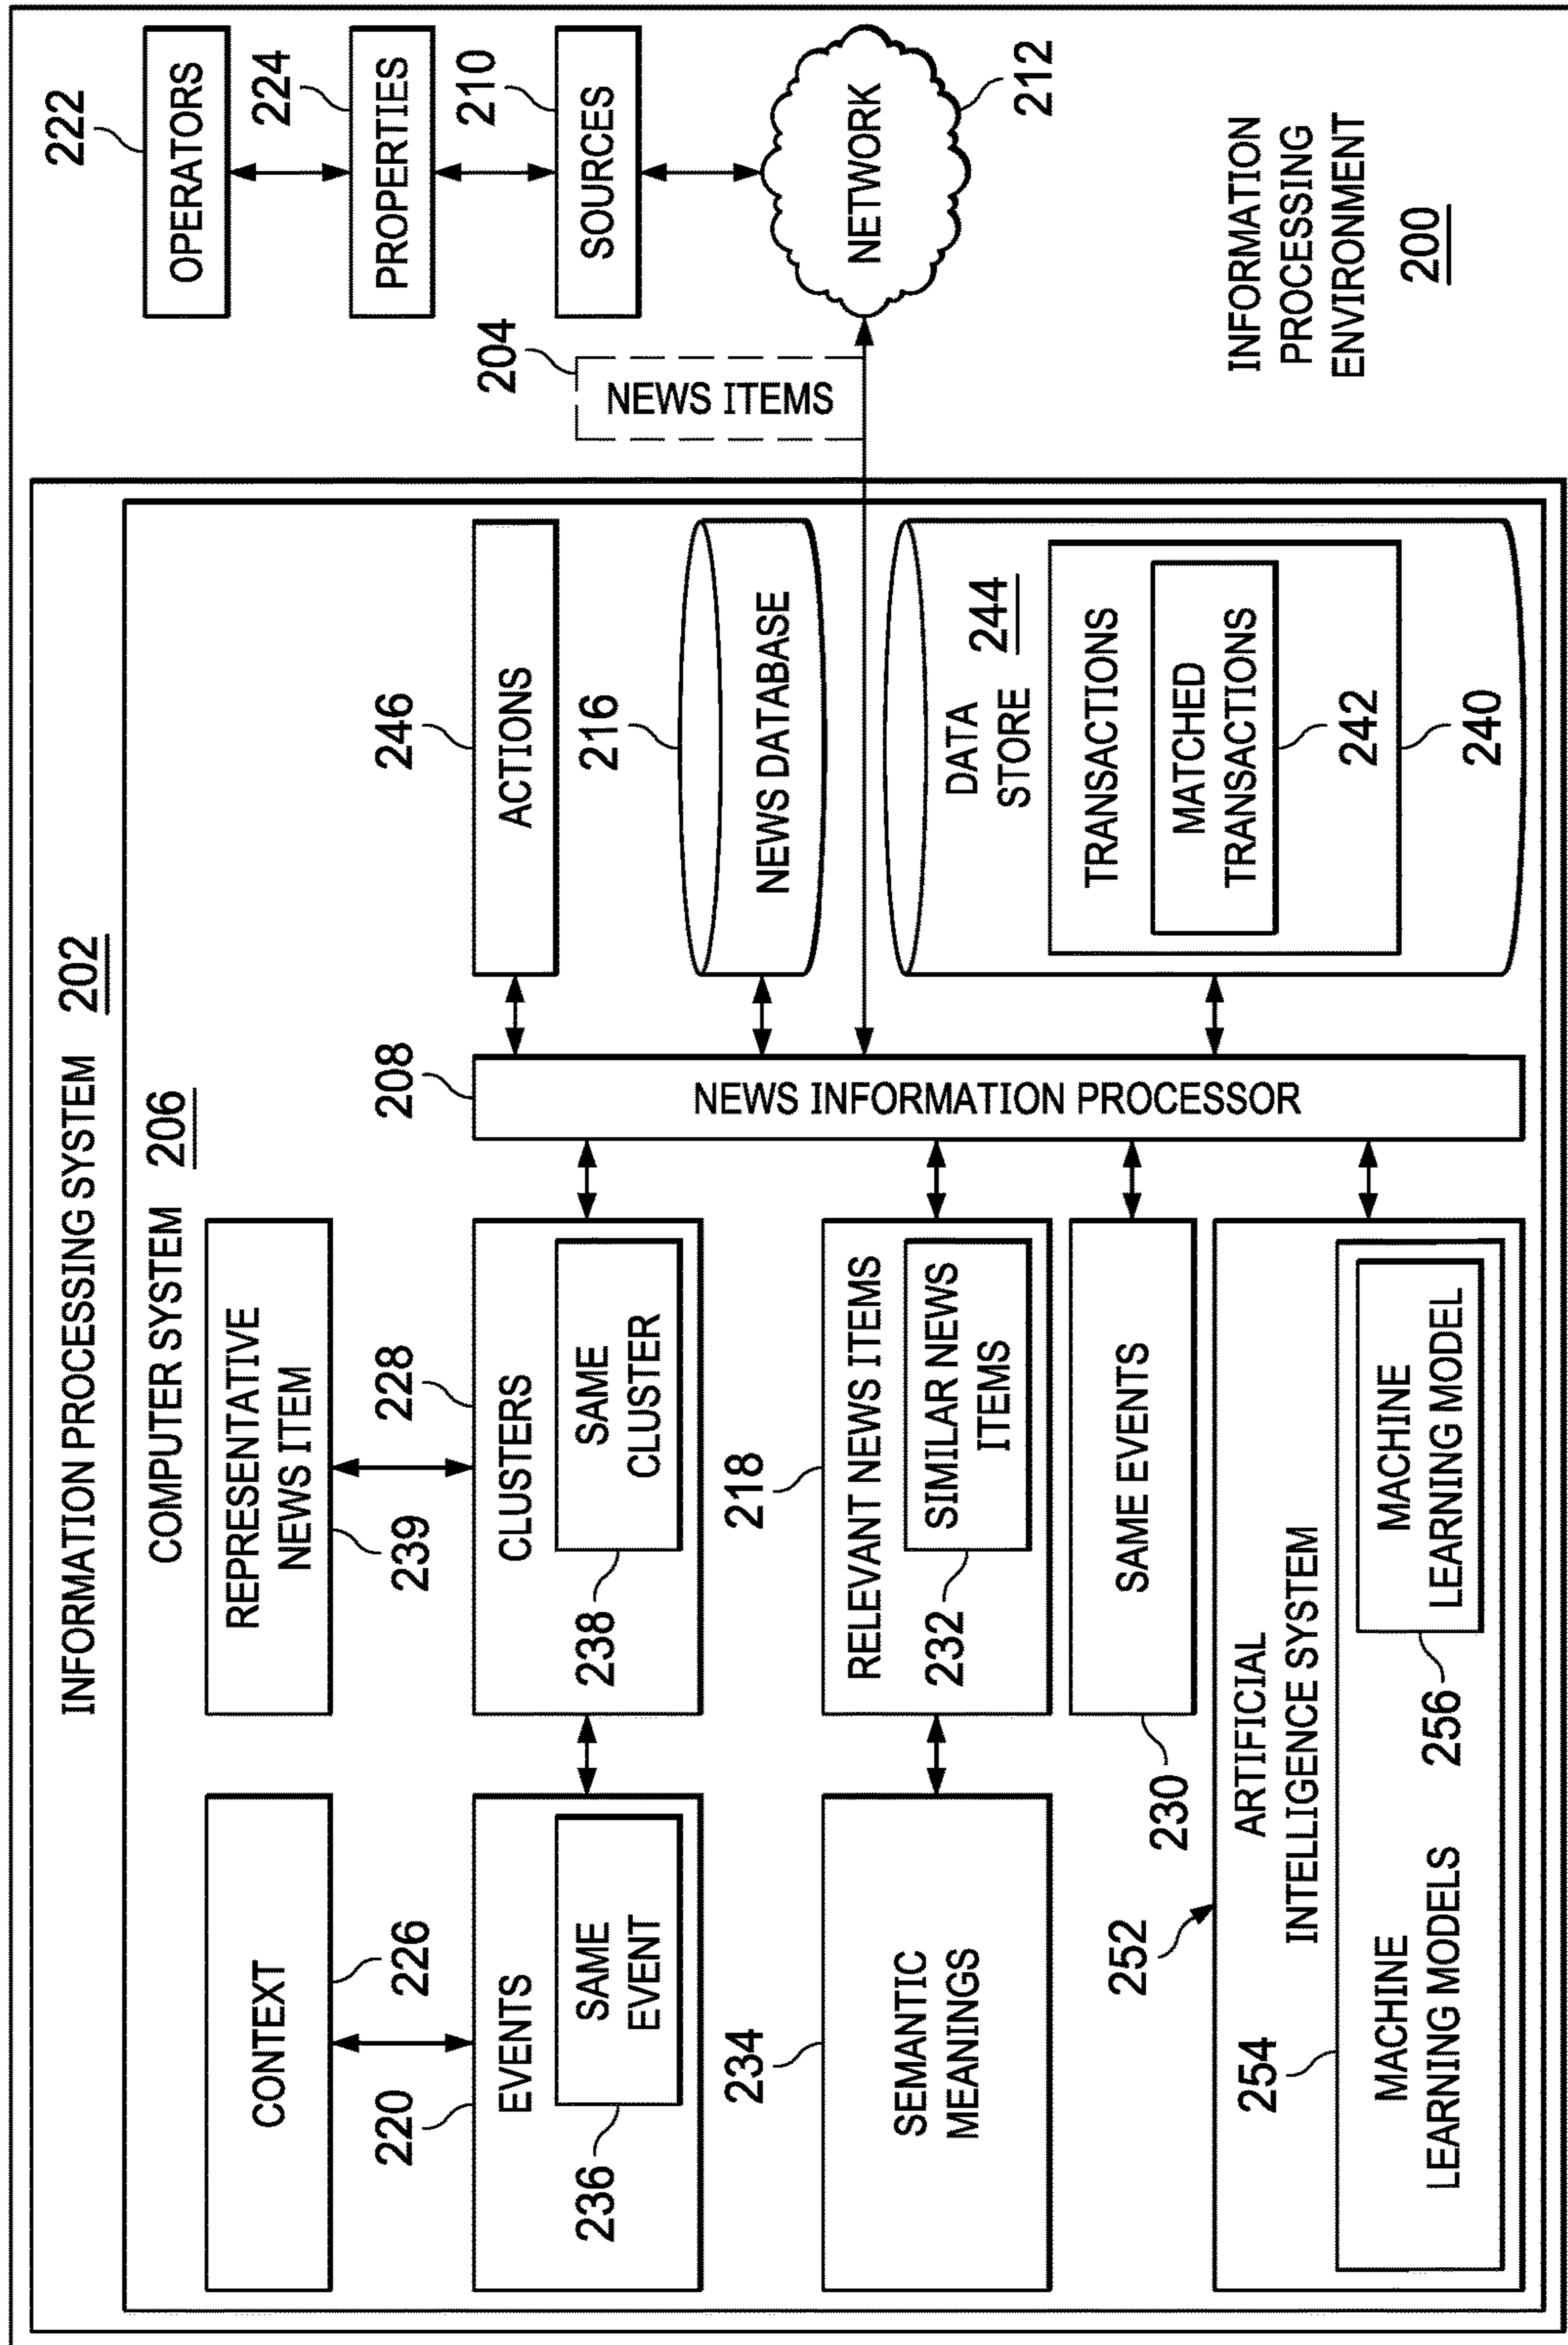 INFORMATION PROCESSING SYSTEM 202
COMPUTER SYSTEM 206
CONTEXT
226
REPRESENTATIVE
NEWS ITEM
239
220
EVENTS
SAME
EVENT
236
228
CLUSTERS
SAME
CLUSTER
238
234
SEMANTIC
MEANINGS
218
RELEVANT NEWS ITEMS
SIMILAR NEWS
ITEMS
232
SAME EVENTS
230
252
ARTIFICIAL
INTELLIGENCE SYSTEM
254
MACHINE
LEARNING MODELS
MACHINE
LEARNING MODEL
256
208
NEWS INFORMATION PROCESSOR
246
ACTIONS
216
NEWS DATABASE
DATA
STORE
244
TRANSACTIONS
MATCHED
TRANSACTIONS
242
240
222
OPERATORS
224
PROPERTIES
210
SOURCES
204
NEWS ITEMS
NETWORK
212
INFORMATION
PROCESSING
ENVIRONMENT
200